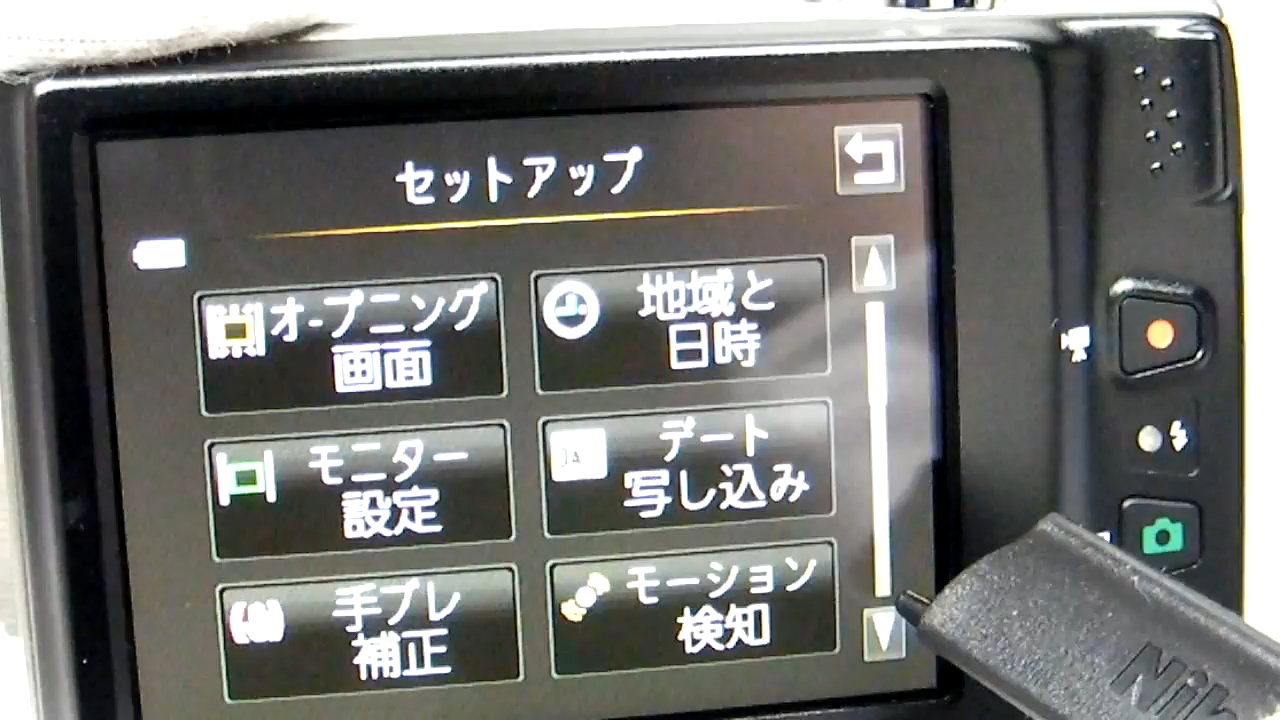 セットアップ
オープニング
画面
地域と
日時
モニター
設定
デート
写し込み
手ブレ
補正
モーション
検知